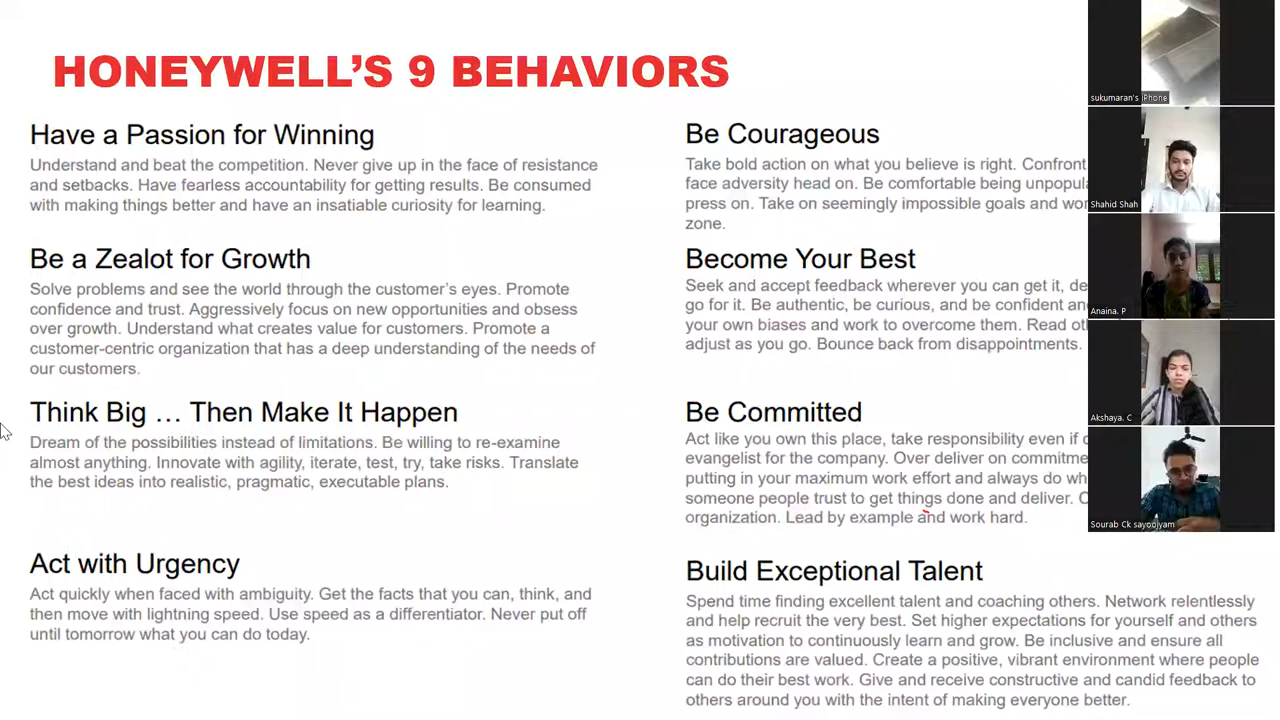 HONEYWELL'S 9 BEHAVIORS
Have a Passion for Winning
Understand and beat the competition. Never give up in the face of resistance
and setbacks. Have fearless accountability for getting results. Be consumed
with making things better and have an insatiable curiosity for learning.
Be a Zealot for Growth
Solve problems and see the world through the customer's eyes. Promote
confidence and trust. Aggressively focus on new opportunities and obsess
over growth. Understand what creates value for customers. Promote a
customer-centric organization that has a deep understanding of the needs of
our customers.
Think Big … Then Make It Happen
Dream of the possibilities instead of limitations. Be willing to re-examine
almost anything. Innovate with agility, iterate, test, try, take risks. Translate
the best ideas into realistic, pragmatic, executable plans.
Act with Urgency
Act quickly when faced with ambiguity. Get the facts that you can, think, and
then move with lightning speed. Use speed as a differentiator. Never put off
until tomorrow what you can do today.
Be Courageous
Take bold action on what you believe is right. Confront
face adversity head on. Be comfortable being
press on. Take on seemingly impossible goals and
zone.
Become Your Best
Seek and accept feedback wherever you can get it,
go for it. Be authentic, be curious, and be confident
your own biases and work to overcome them. Read
adjust as you go. Bounce back from disappointments.
Be Committed
Act like you own this place, take responsibility even if
evangelist for the company. Over deliver on
putting in your maximum work effort and always do
someone people trust to get things done and deliver.
organization. Lead by example and work hard.
Build Exceptional Talent
Spend time finding excellent talent and coaching others. Network relentlessly
and help recruit the very best. Set higher expectations for yourself and others
as motivation to continuously learn and grow. Be inclusive and ensure all
contributions are valued. Create a positive, vibrant environment where people
can do their best work. Give and receive constructive and candid feedback to
others around you with the intent of making everyone better.
sukumaran's iPhone
Shahid Shah
Anaina. P
Akshaya. C
Sourab Ck sayoojyam